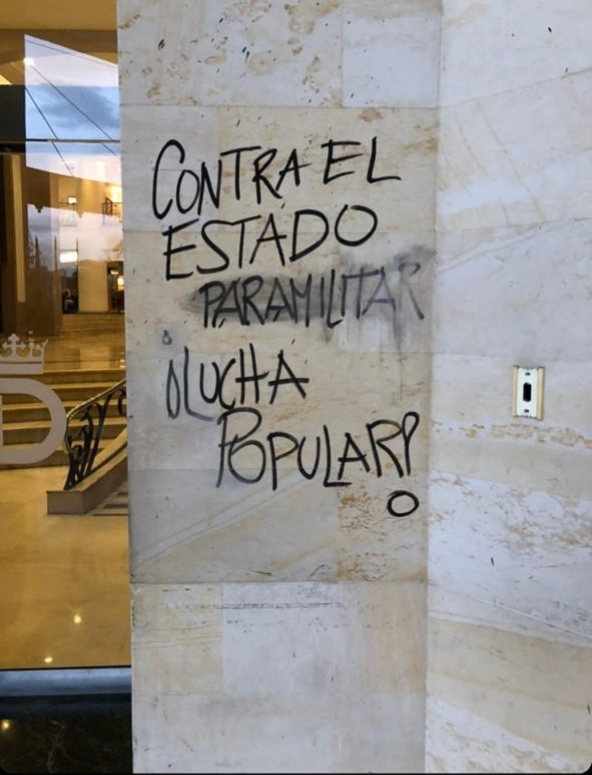 CONTRA EL
ESTADO
PARAMILITAR
¡LUCHA
POPULAR!
D